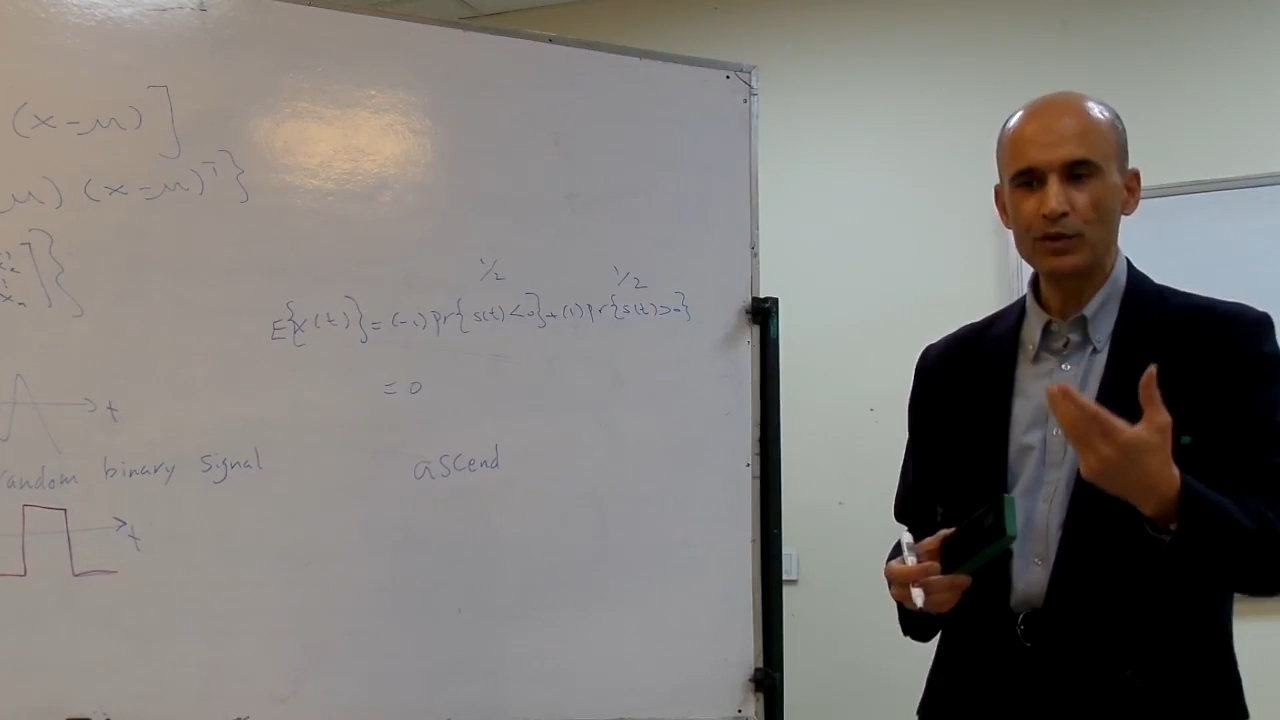 (x-μ)]
μ) (x-μ)ᵀ}
1/2 1/2
E{x(t)} = (-1) pr{s(t)<0} + (1) pr{s(t)>0}
= 0
t
random binary signal
ascend
t